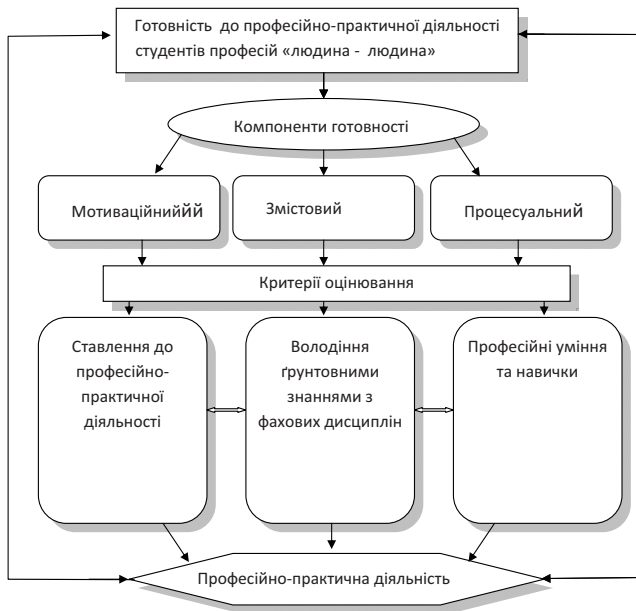 Готовність до професійно-практичної діяльності
студентів професій «людина - людина»
Компоненти готовності
Мотиваційнийййй
Змістовий
Процесуальний
Критерії оцінювання
Ставлення до
професійно-
практичної
діяльності
Володіння
ґрунтовними
знаннями з
фахових дисциплін
Професійні уміння
та навички
Професійно-практична діяльність